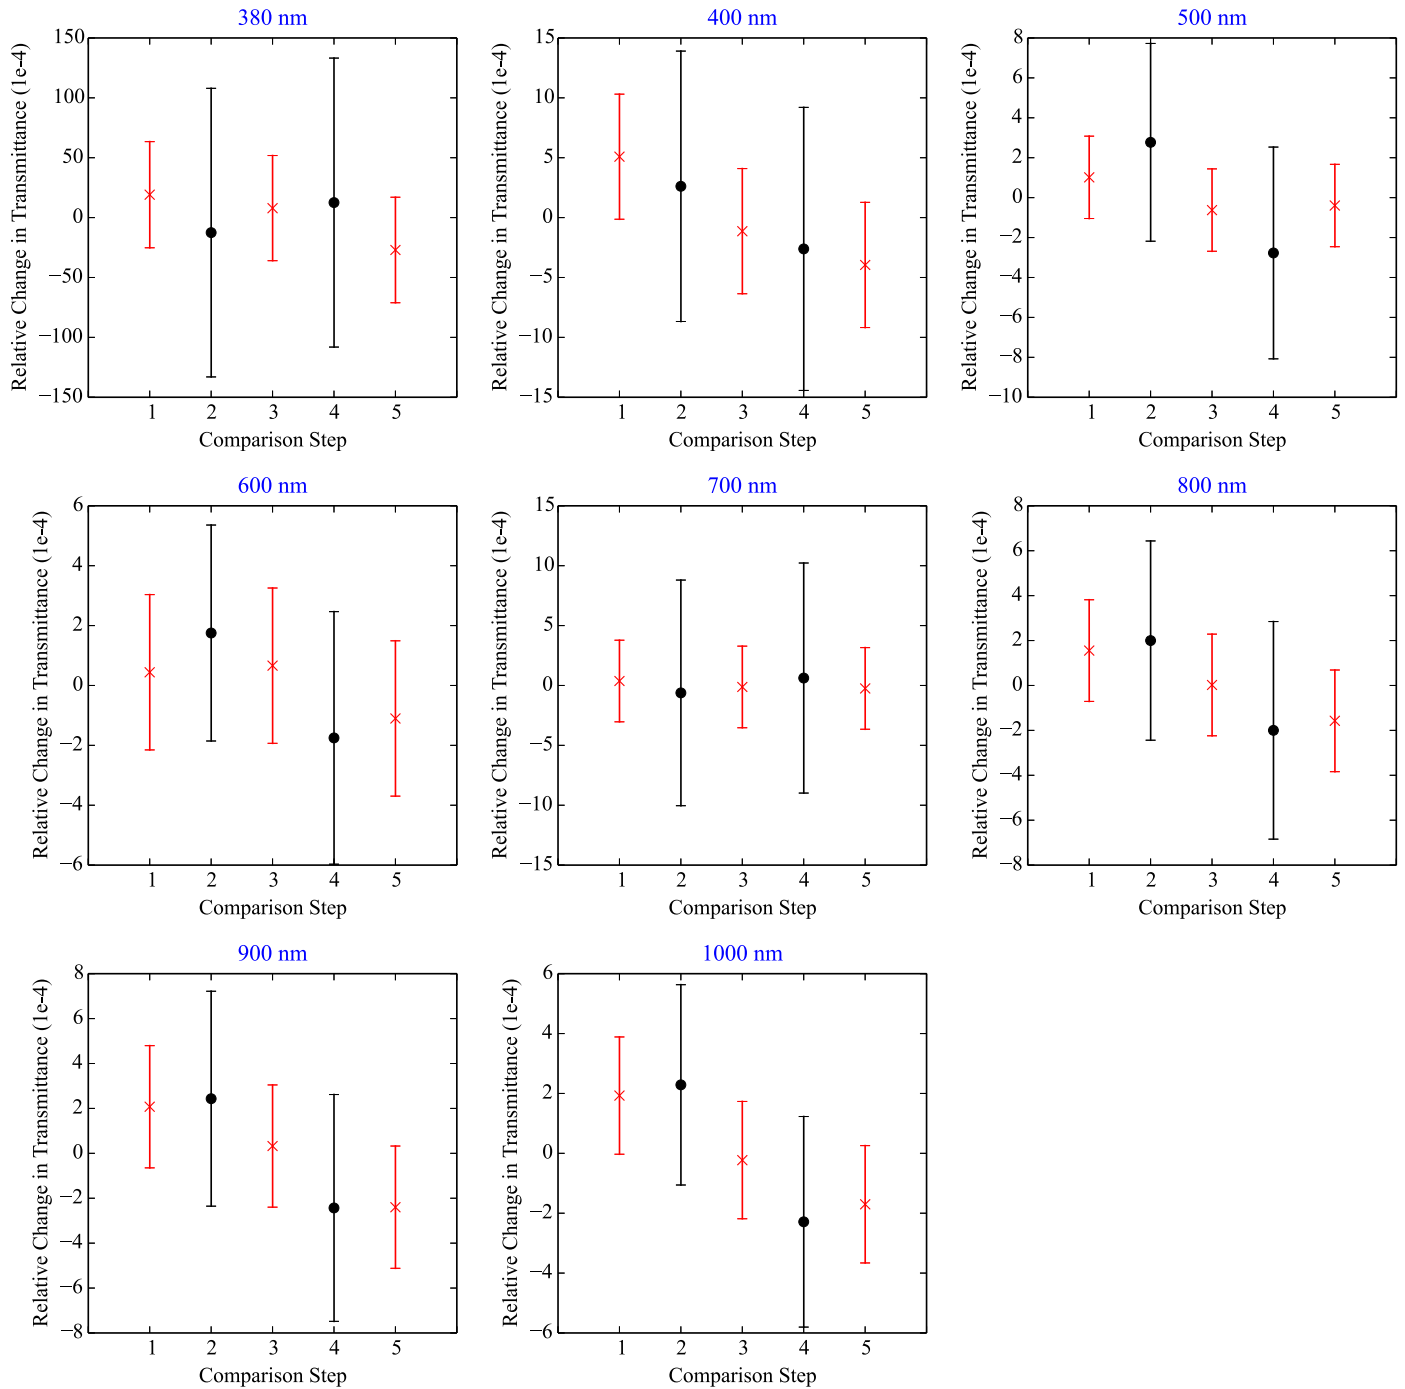 380 nm
Relative Change in Transmittance (1e-4)
150
100
50
0
−50
−100
−150
1 2 3 4 5
Comparison Step
400 nm
Relative Change in Transmittance (1e-4)
15
10
5
0
−5
−10
−15
1 2 3 4 5
Comparison Step
500 nm
Relative Change in Transmittance (1e-4)
8
6
4
2
0
−2
−4
−6
−8
−10
1 2 3 4 5
Comparison Step
600 nm
Relative Change in Transmittance (1e-4)
6
4
2
0
−2
−4
−6
1 2 3 4 5
Comparison Step
700 nm
Relative Change in Transmittance (1e-4)
15
10
5
0
−5
−10
−15
1 2 3 4 5
Comparison Step
800 nm
Relative Change in Transmittance (1e-4)
8
6
4
2
0
−2
−4
−6
−8
1 2 3 4 5
Comparison Step
900 nm
Relative Change in Transmittance (1e-4)
8
6
4
2
0
−2
−4
−6
−8
1 2 3 4 5
Comparison Step
1000 nm
Relative Change in Transmittance (1e-4)
6
4
2
0
−2
−4
−6
1 2 3 4 5
Comparison Step